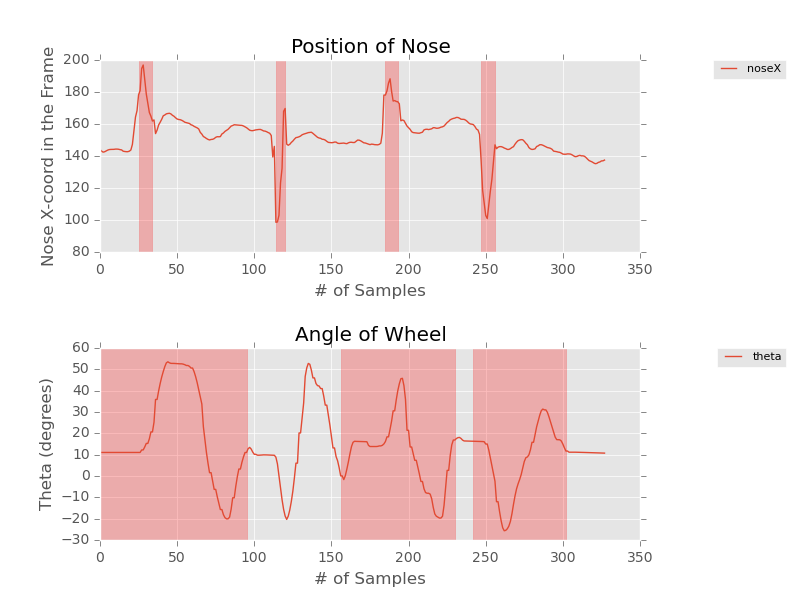 Position of Nose
Nose X-coord in the Frame
200
180
160
140
120
100
80
0 50 100 150 200 250 300 350
# of Samples
noseX
Angle of Wheel
Theta (degrees)
60
50
40
30
20
10
0
−10
−20
−30
0 50 100 150 200 250 300 350
# of Samples
theta